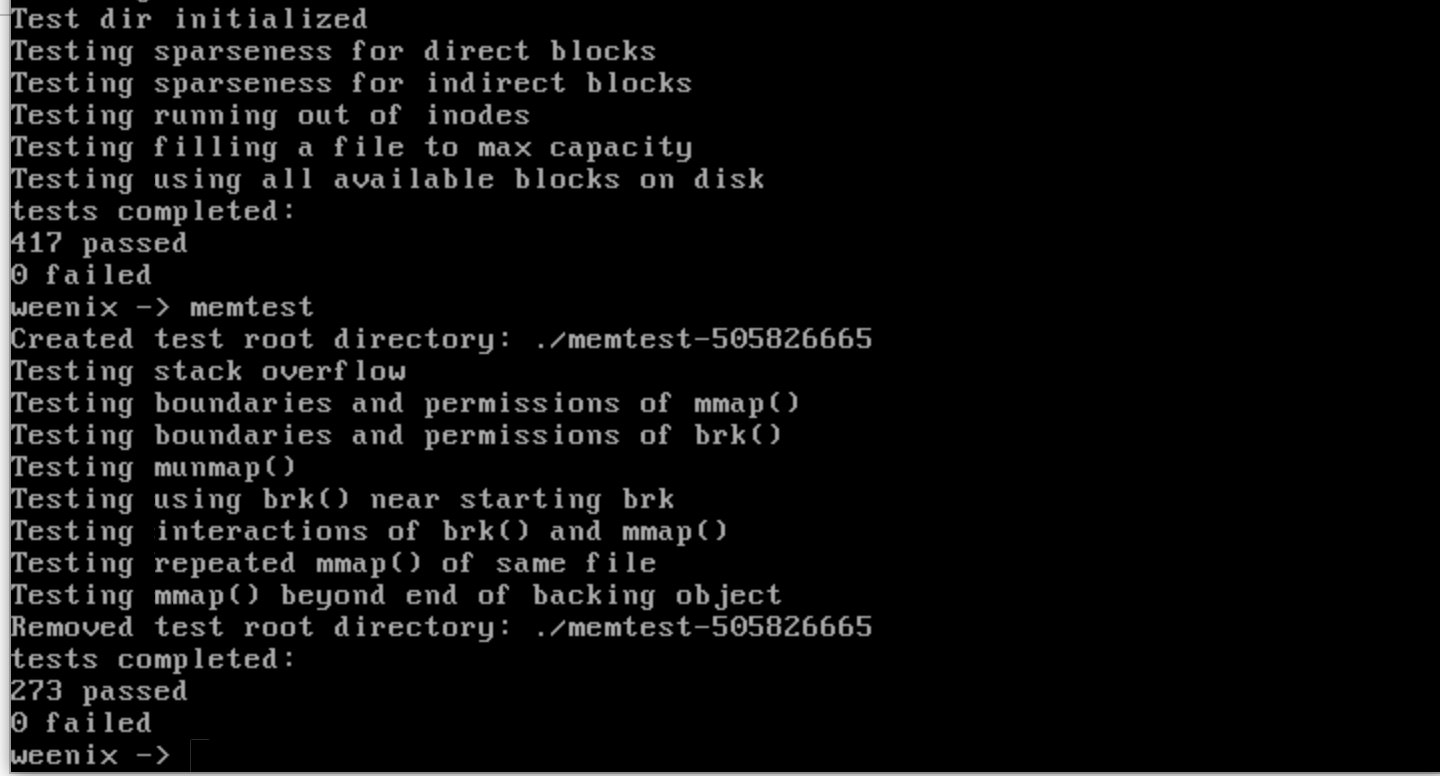 Test dir initialized
Testing sparseness for direct blocks
Testing sparseness for indirect blocks
Testing running out of inodes
Testing filling a file to max capacity
Testing using all available blocks on disk
tests completed:
417 passed
0 failed
weenix -> memtest
Created test root directory: ./memtest-505826665
Testing stack overflow
Testing boundaries and permissions of mmap()
Testing boundaries and permissions of brk()
Testing munmap()
Testing using brk() near starting brk
Testing interactions of brk() and mmap()
Testing repeated mmap() of same file
Testing mmap() beyond end of backing object
Removed test root directory: ./memtest-505826665
tests completed:
273 passed
0 failed
weenix ->